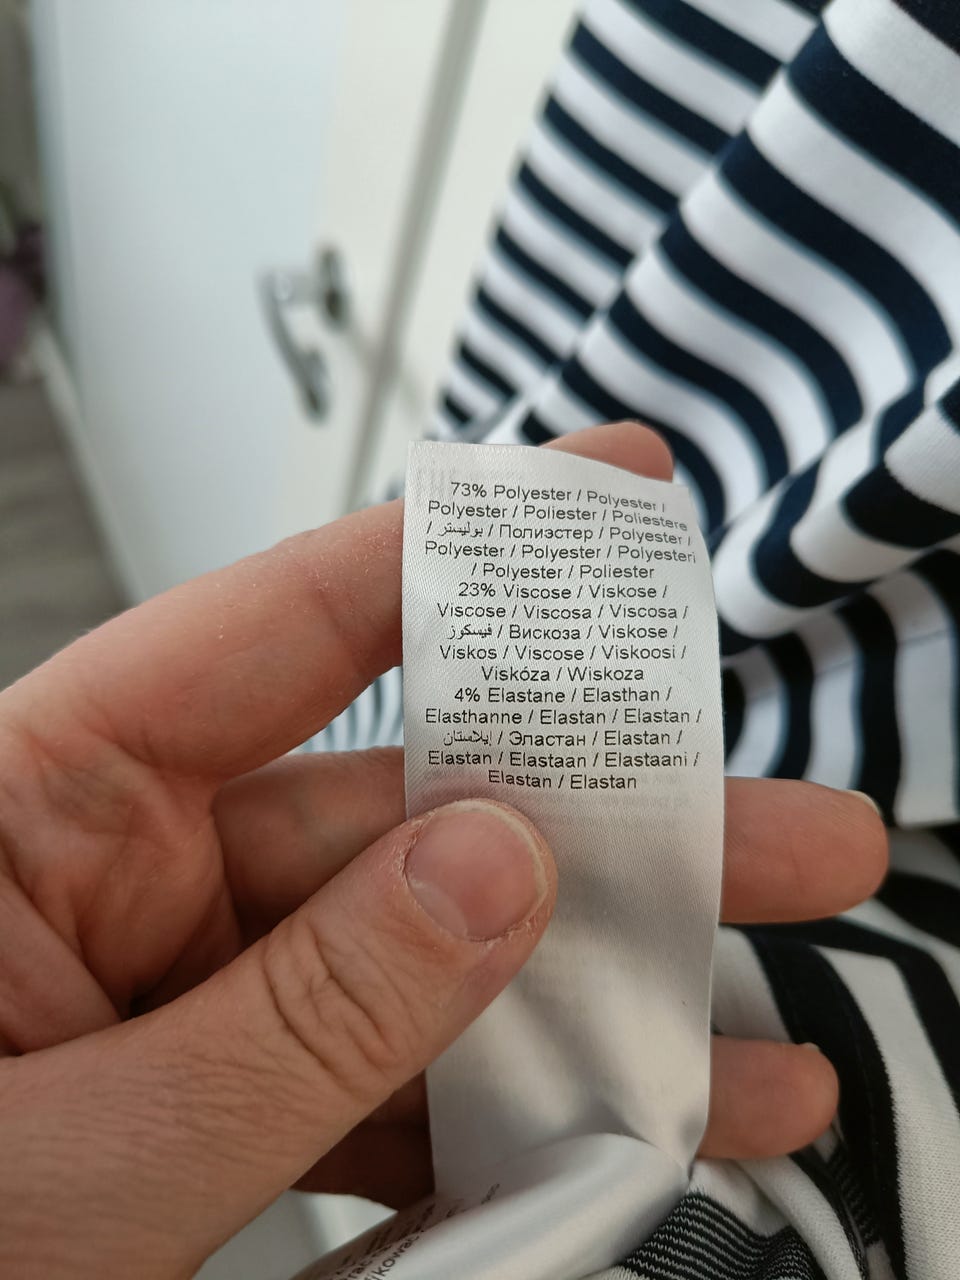 73% Polyester / Polyester /
Polyester / Poliester / Poliestere
/ بوليستر / Полиэстер / Polyester /
Polyester / Polyester / Polyesteri
/ Polyester / Poliester
23% Viscose / Viskose /
Viscose / Viscosa / Viscosa /
فيسكوز / Вискоза / Viskose /
Viskos / Viscose / Viskoosi /
Viskóza / Wiskoza
4% Elastane / Elasthan /
Elasthanne / Elastan / Elastan /
إيلاستان / Эластан / Elastan /
Elastan / Elastaan / Elastaani /
Elastan / Elastan